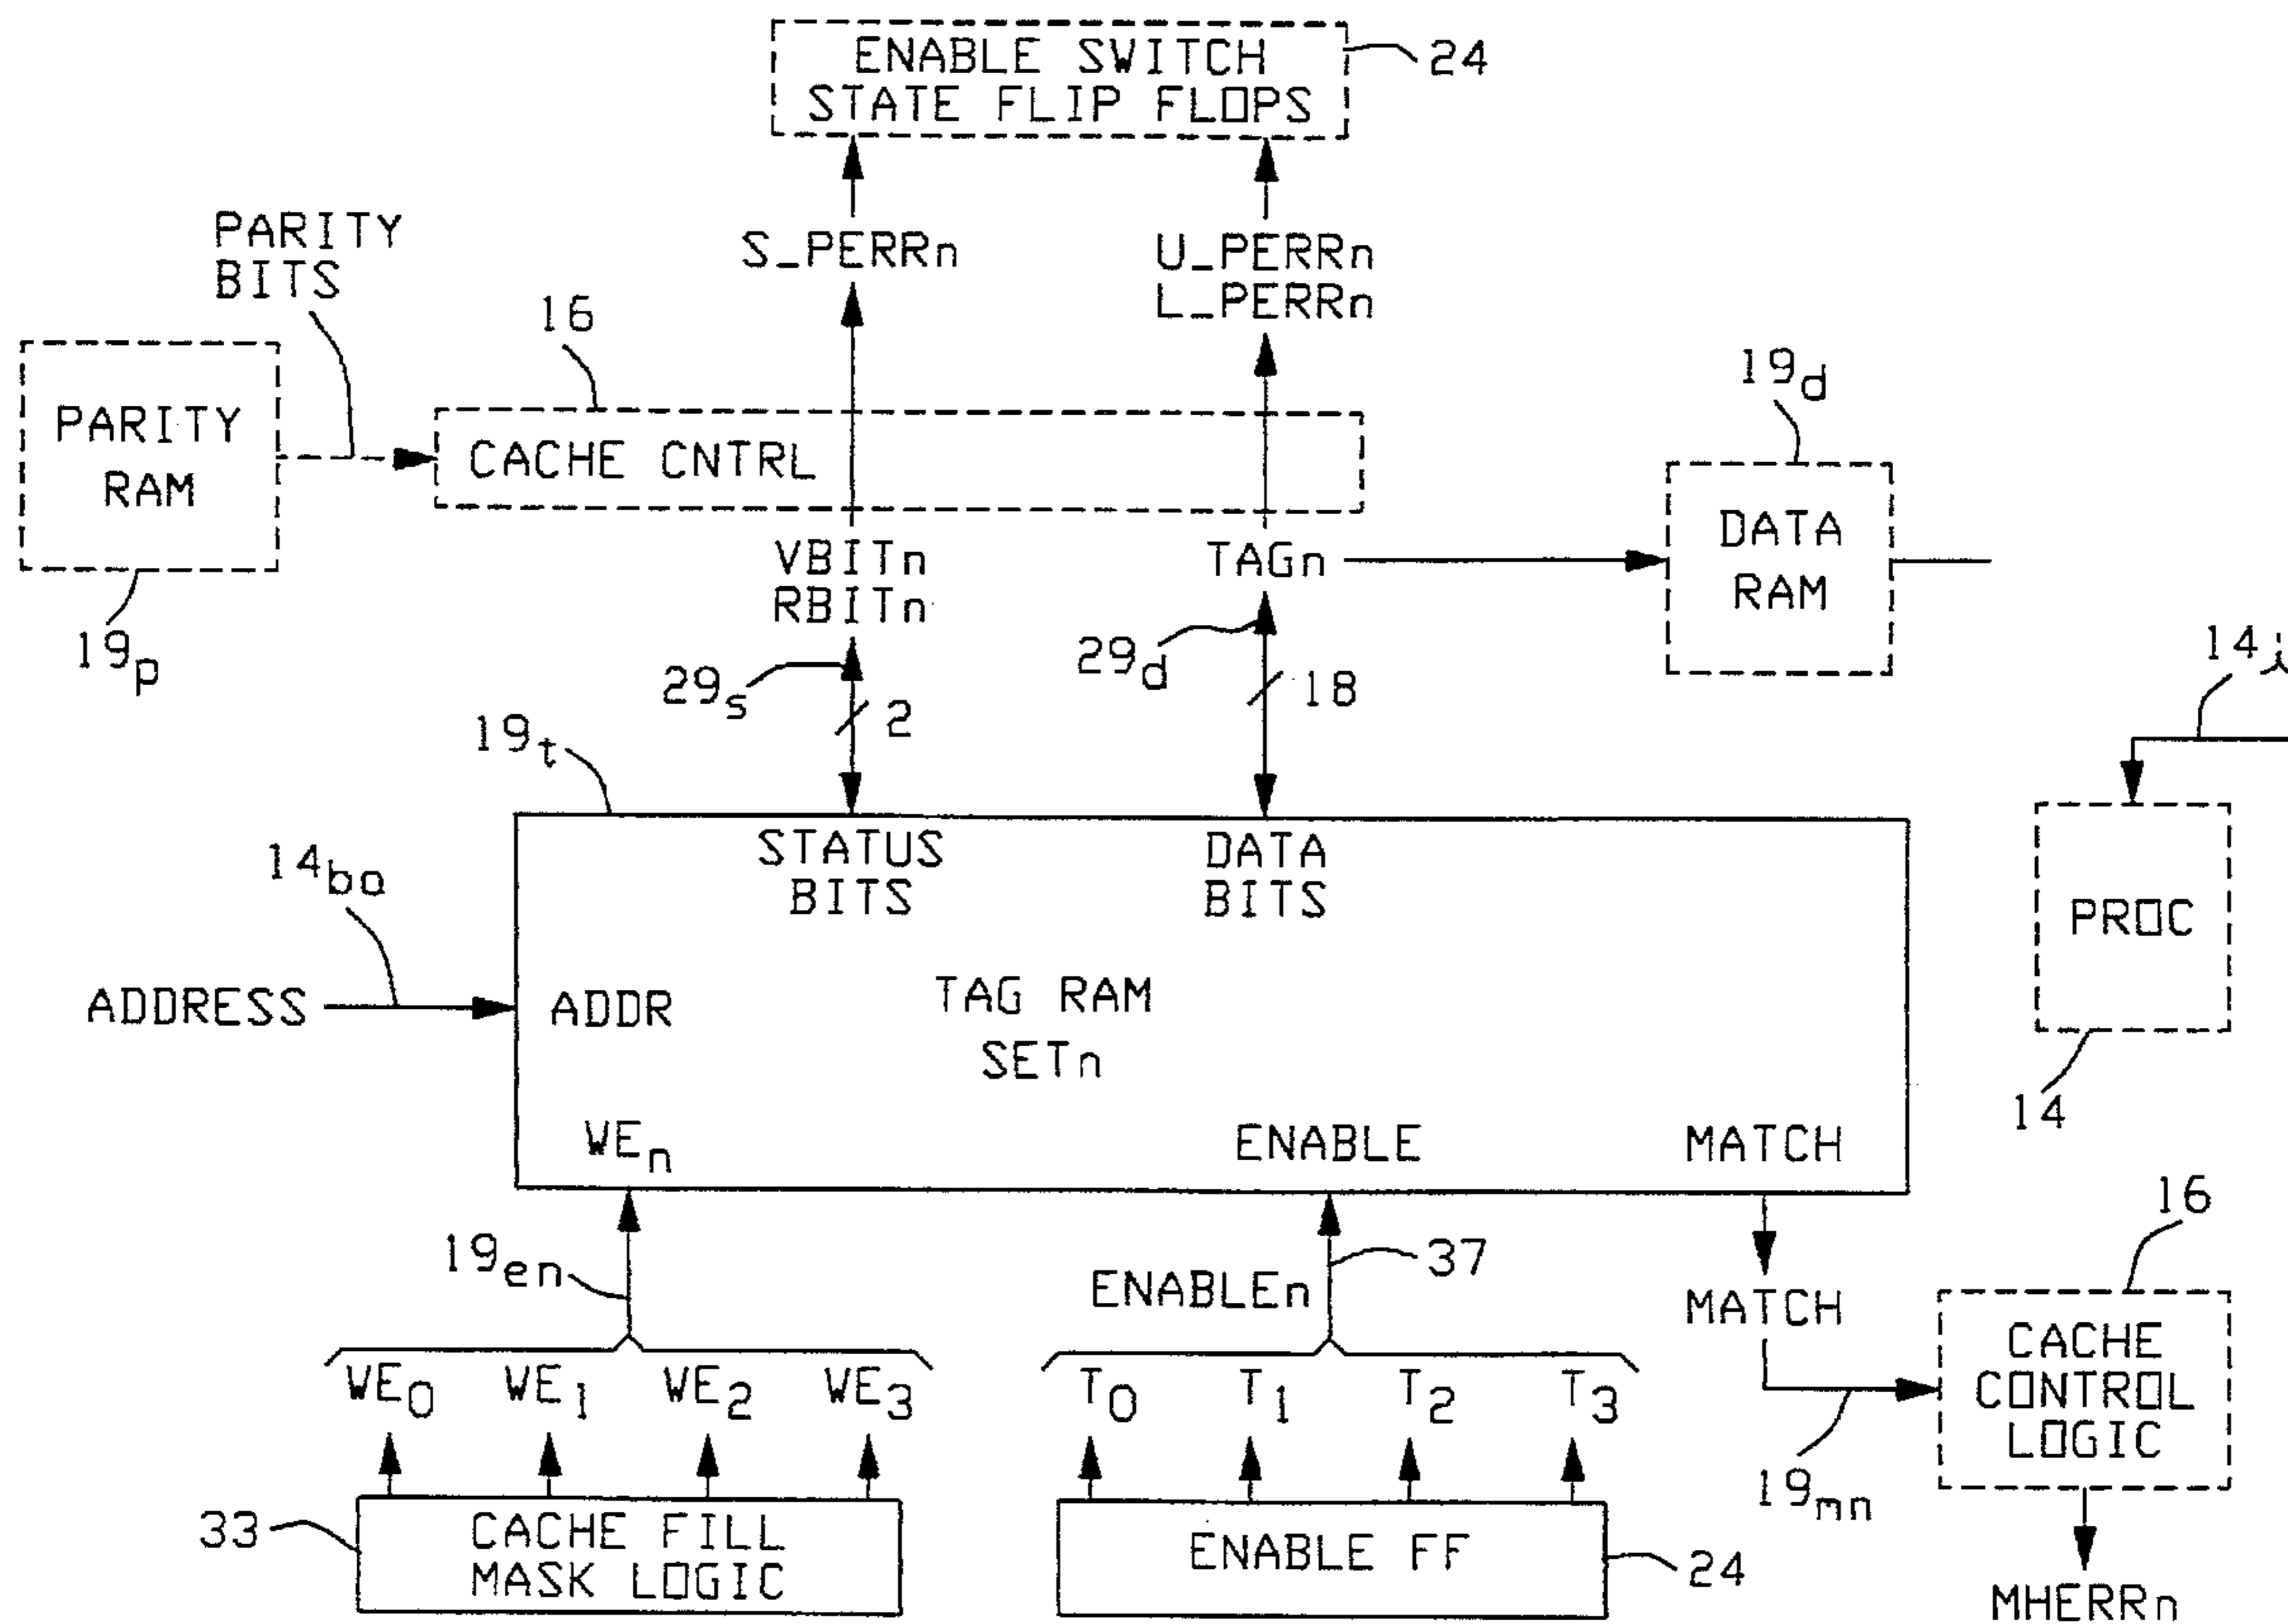 ENABLE SWITCH
STATE FLIP FLOPS
24
PARITY
BITS
S_PERRn
U_PERRn
L_PERRn
16
19d
PARITY
RAM
CACHE CNTRL
DATA
RAM
VBITn
RBITn
TAGn
19p
29s
2
29d
18
14i
19t
STATUS
BITS
DATA
BITS
14ba
PROC
ADDRESS
ADDR
TAG RAM
SETn
14
WEn
ENABLE
MATCH
19en
ENABLEn
37
MATCH
16
CACHE
CONTROL
LOGIC
WE0 WE1 WE2 WE3
T0 T1 T2 T3
19mn
33
CACHE FILL
MASK LOGIC
ENABLE FF
24
MHERRn